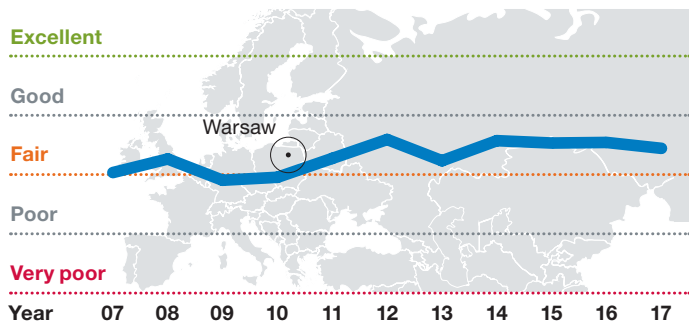 Excellent
Good
Warsaw
Fair
Poor
Very poor
Year 07 08 09 10 11 12 13 14 15 16 17